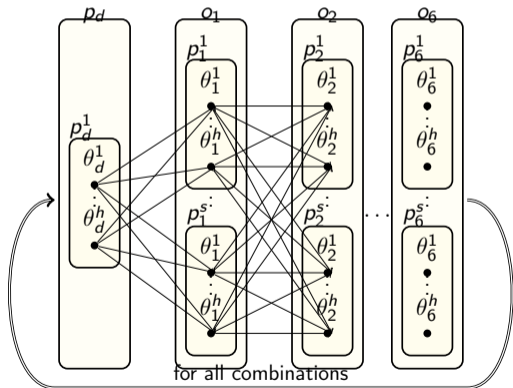 p_d o_1 o_2 o_6
p_1^1 p_2^1 p_6^1
θ_1^1 θ_2^1 θ_6^1
⋮ ⋮ ⋮
p_d^1
θ_1^h θ_2^h θ_6^h
θ_d^1
⋮
θ_d^h
⋮ ⋮ ⋮
p_1^s p_2^s ... p_6^s
θ_1^1 θ_2^1 θ_6^1
⋮ ⋮ ⋮
θ_1^h θ_2^h θ_6^h
for all combinations